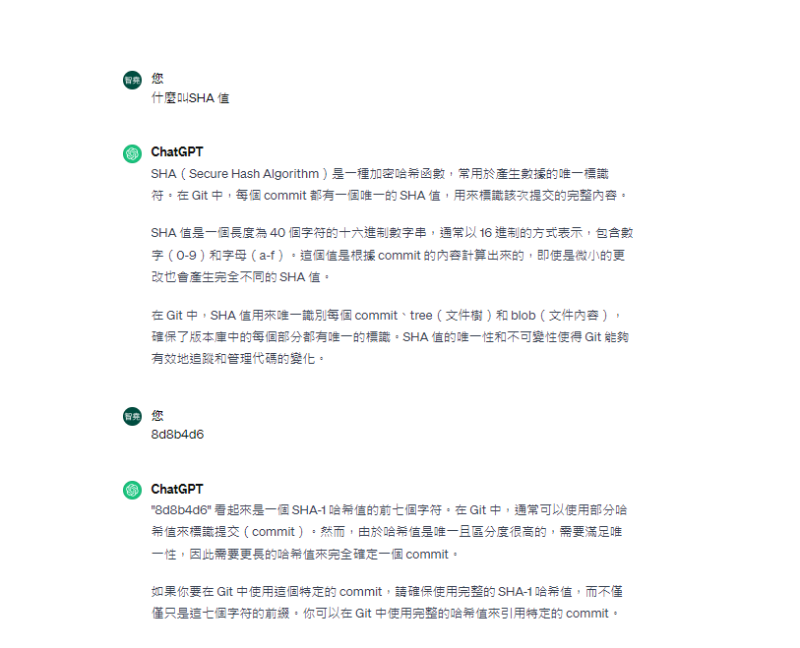 智堯
您
什麼叫SHA 值
ChatGPT
SHA（Secure Hash Algorithm）是一種加密哈希函數，常用於產生數據的唯一標識
符。在 Git 中，每個 commit 都有一個唯一的 SHA 值，用來標識該次提交的完整內容。
SHA 值是一個長度為 40 個字符的十六進制數字串，通常以 16 進制的方式表示，包含數
字（0-9）和字母（a-f）。這個值是根據 commit 的內容計算出來的，即使是微小的更
改也會產生完全不同的 SHA 值。
在 Git 中，SHA 值用來唯一識別每個 commit、tree（文件樹）和 blob（文件內容），
確保了版本庫中的每個部分都有唯一的標識。SHA 值的唯一性和不可變性使得 Git 能夠
有效地追蹤和管理代碼的變化。
智堯
您
8d8b4d6
ChatGPT
"8d8b4d6" 看起來是一個 SHA-1 哈希值的前七個字符。在 Git 中，通常可以使用部分哈
希值來標識提交（commit）。然而，由於哈希值是唯一且區分度很高的，需要滿足唯
一性，因此需要更長的哈希值來完全確定一個 commit。
如果你要在 Git 中使用這個特定的 commit，請確保使用完整的 SHA-1 哈希值，而不僅
僅只是這七個字符的前綴。你可以在 Git 中使用完整的哈希值來引用特定的 commit。